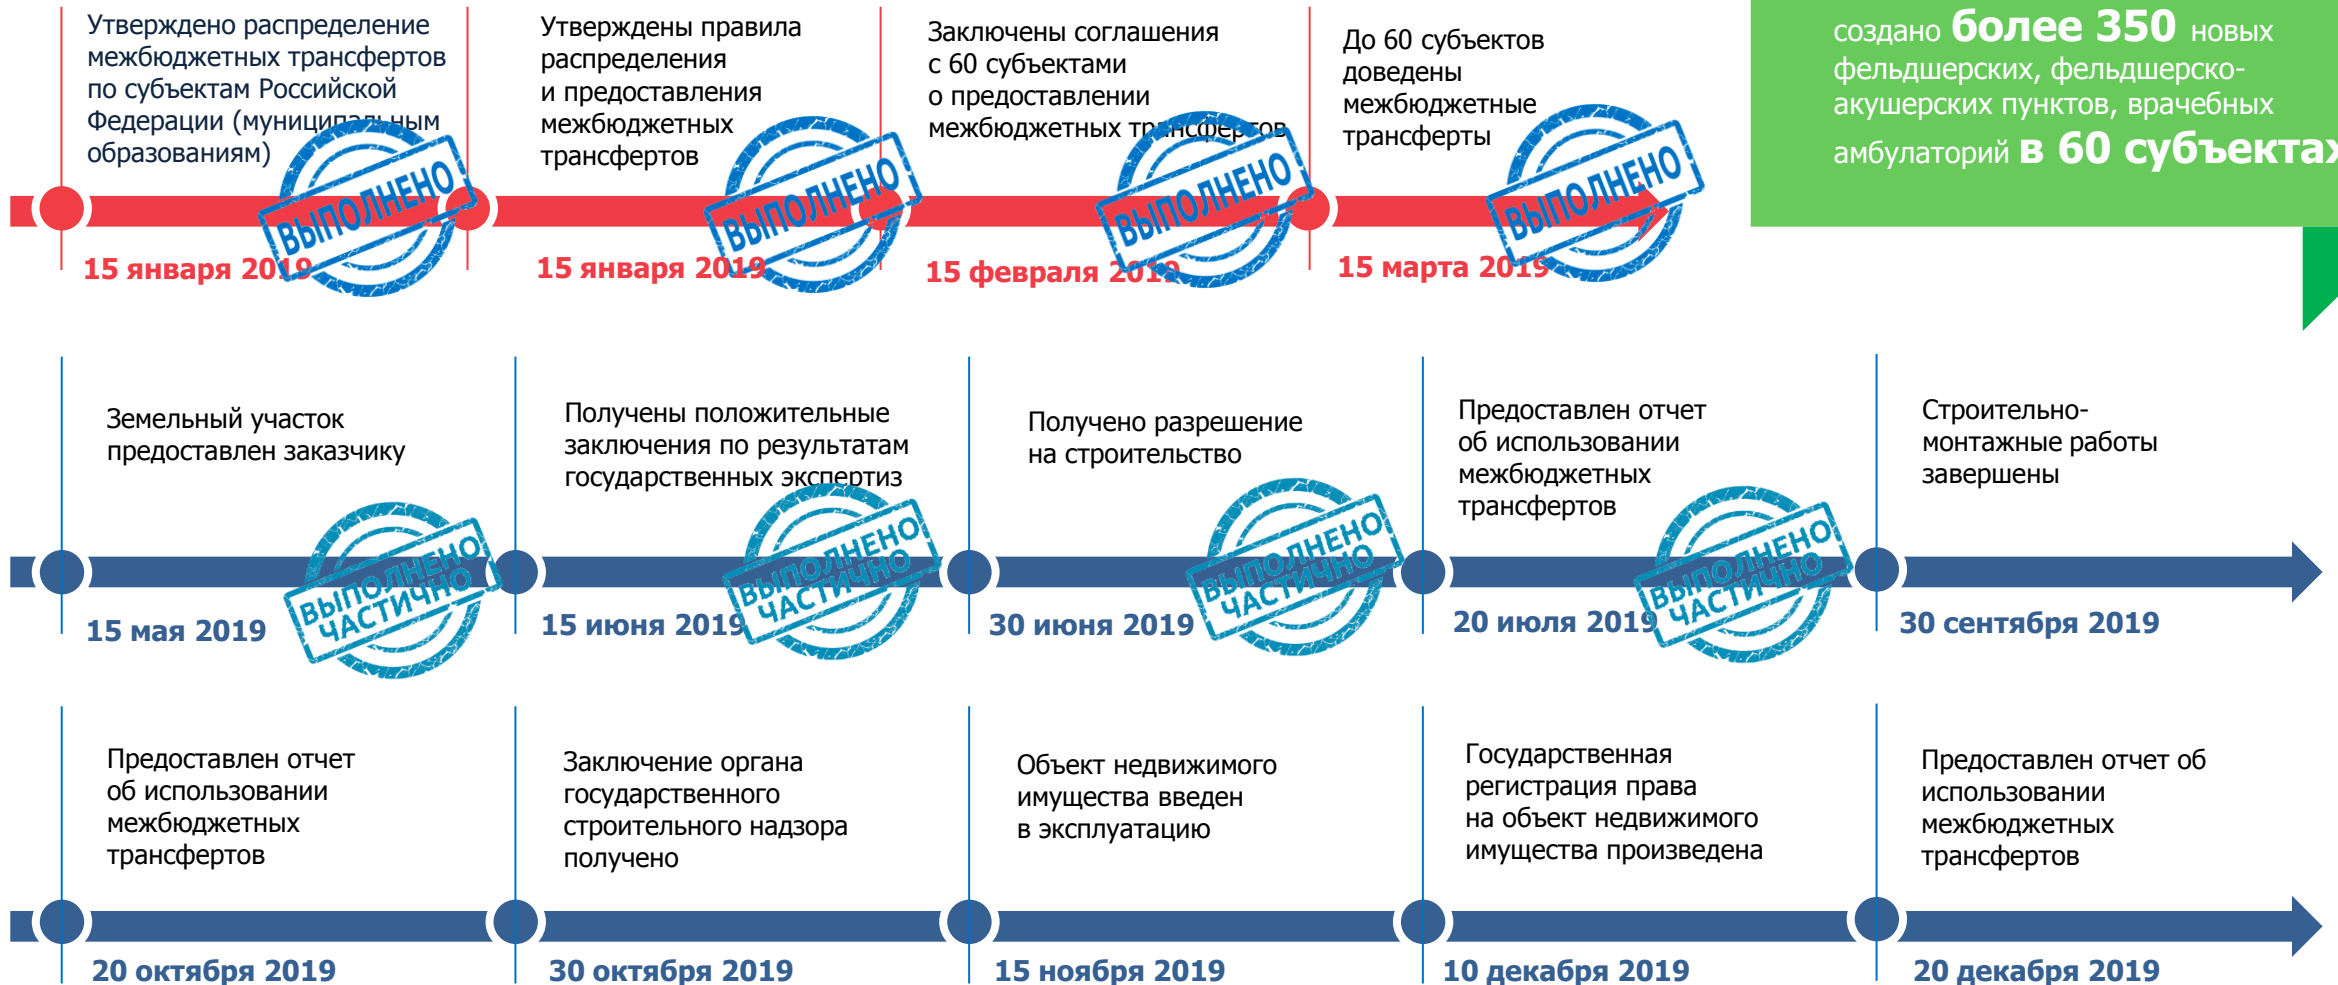 Утверждено распределение
межбюджетных трансфертов
по субъектам Российской
Федерации (муниципальным
образованиям)
ВЫПОЛНЕНО
15 января 2019
Утверждены правила
распределения
и предоставления
межбюджетных
трансфертов
ВЫПОЛНЕНО
15 января 2019
Заключены соглашения
с 60 субъектами
о предоставлении
межбюджетных трансфертов
ВЫПОЛНЕНО
15 февраля 2019
До 60 субъектов
доведены
межбюджетные
трансферты
ВЫПОЛНЕНО
15 марта 2019
создано более 350 новых
фельдшерских, фельдшерско-
акушерских пунктов, врачебных
амбулаторий в 60 субъектах
Земельный участок
предоставлен заказчику
ВЫПОЛНЕНО
ЧАСТИЧНО
15 мая 2019
Получены положительные
заключения по результатам
государственных экспертиз
ВЫПОЛНЕНО
ЧАСТИЧНО
15 июня 2019
Получено разрешение
на строительство
ВЫПОЛНЕНО
ЧАСТИЧНО
30 июня 2019
Предоставлен отчет
об использовании
межбюджетных
трансфертов
ВЫПОЛНЕНО
ЧАСТИЧНО
20 июля 2019
Строительно-
монтажные работы
завершены
30 сентября 2019
Предоставлен отчет
об использовании
межбюджетных
трансфертов
20 октября 2019
Заключение органа
государственного
строительного надзора
получено
30 октября 2019
Объект недвижимого
имущества введен
в эксплуатацию
15 ноября 2019
Государственная
регистрация права
на объект недвижимого
имущества произведена
10 декабря 2019
Предоставлен отчет об
использовании
межбюджетных
трансфертов
20 декабря 2019